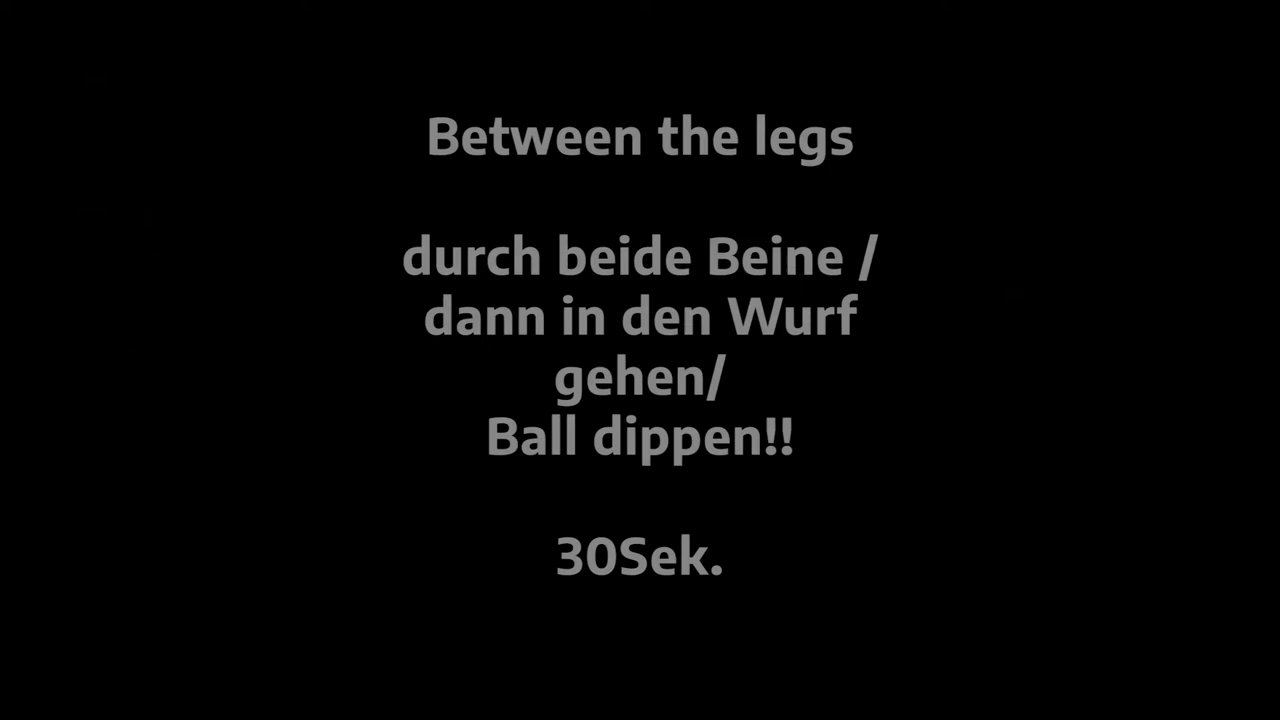 Between the legs
durch beide Beine /
dann in den Wurf
gehen/
Ball dippen!!
30Sek.